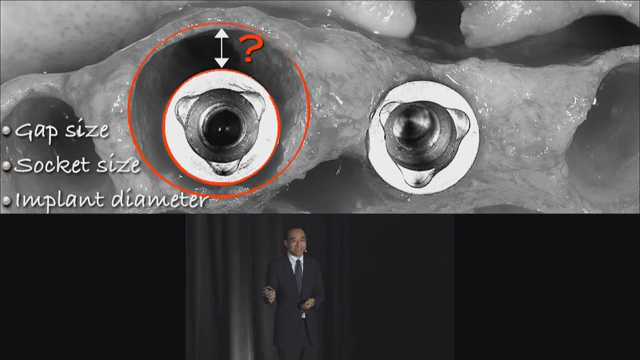 ?
• Gap size
• Socket size
• Implant diameter